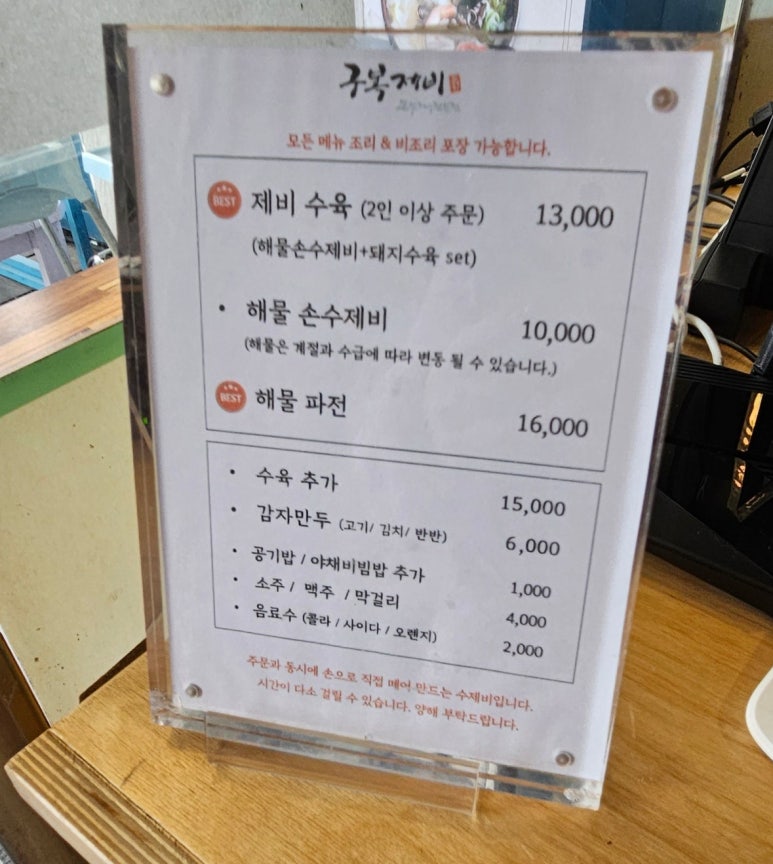 구복제비
모든 메뉴 조리 & 비조리 포장 가능합니다.
BEST 제비 수육 (2인 이상 주문) 13,000
(해물손수제비+돼지수육 set)
• 해물 손수제비 10,000
(해물은 계절과 수급에 따라 변동 될 수 있습니다.)
BEST 해물 파전 16,000
• 수육 추가 15,000
• 감자만두 (고기/ 김치/ 반반) 6,000
• 공기밥 / 야채비빔밥 추가 1,000
• 소주 / 맥주 / 막걸리 4,000
• 음료수 (콜라 / 사이다 / 오렌지) 2,000
주문과 동시에 손으로 직접 떼어 만드는 수제비입니다.
시간이 다소 걸릴 수 있습니다. 양해 부탁드립니다.